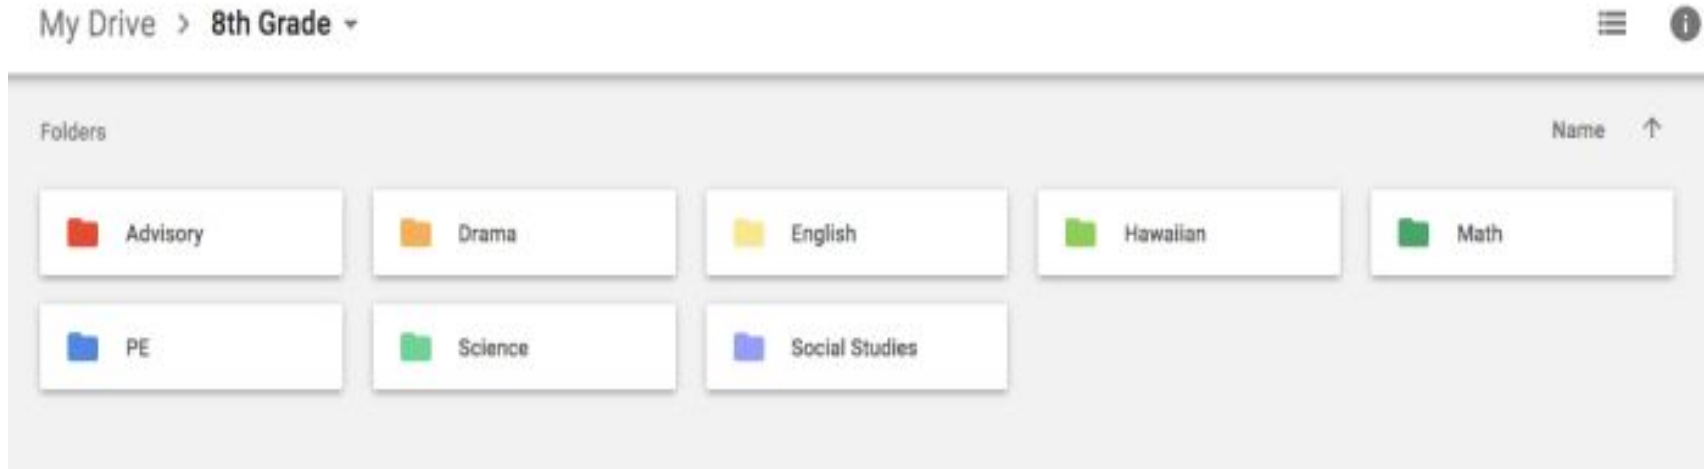 My Drive > 8th Grade
Folders Name
Advisory Drama English Hawaiian Math
PE Science Social Studies